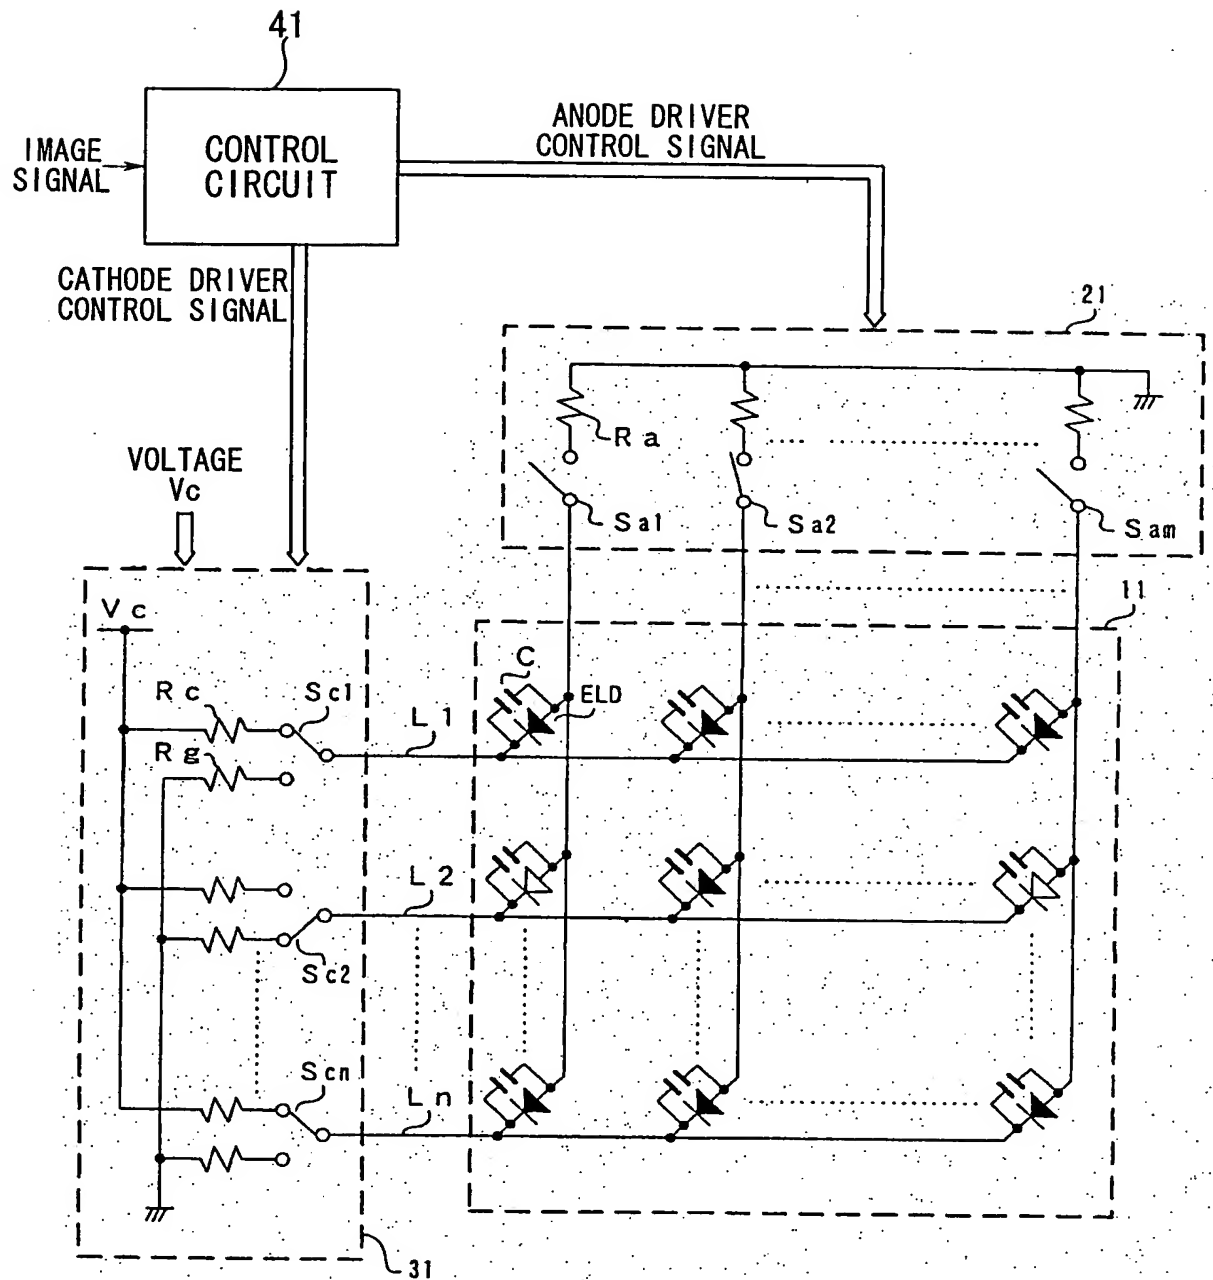 41
IMAGE
SIGNAL
CONTROL
CIRCUIT
ANODE DRIVER
CONTROL SIGNAL
CATHODE DRIVER
CONTROL SIGNAL
21
Ra
VOLTAGE
Vc
Sa1
Sa2
Sam
11
Vc
C
ELD
Rc
Sc1
L1
Rg
L2
Sc2
Scn
Ln
31